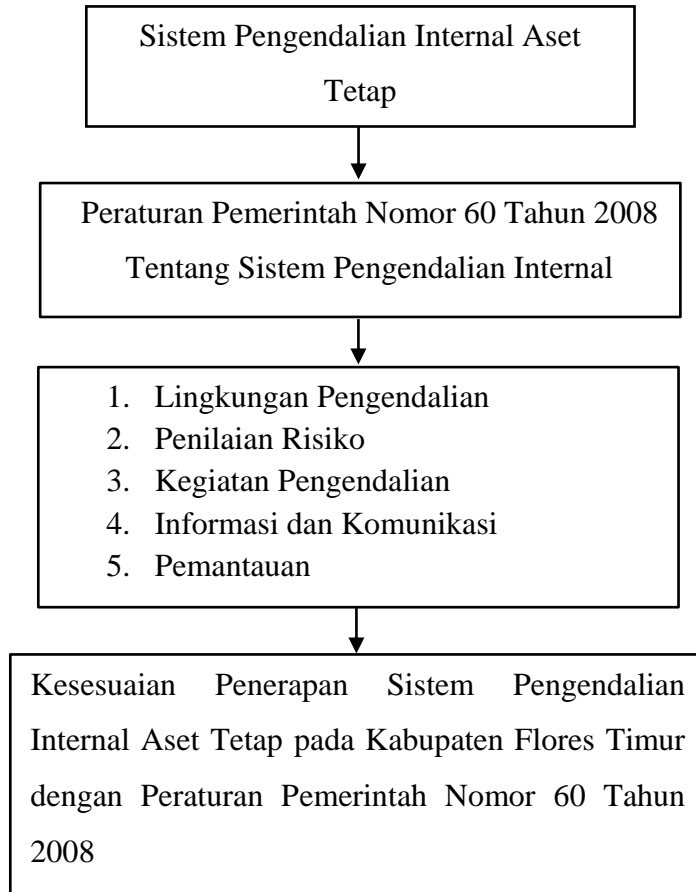 Sistem Pengendalian Internal Aset
Tetap
Peraturan Pemerintah Nomor 60 Tahun 2008
Tentang Sistem Pengendalian Internal
1. Lingkungan Pengendalian
2. Penilaian Risiko
3. Kegiatan Pengendalian
4. Informasi dan Komunikasi
5. Pemantauan
Kesesuaian Penerapan Sistem Pengendalian
Internal Aset Tetap pada Kabupaten Flores Timur
dengan Peraturan Pemerintah Nomor 60 Tahun
2008